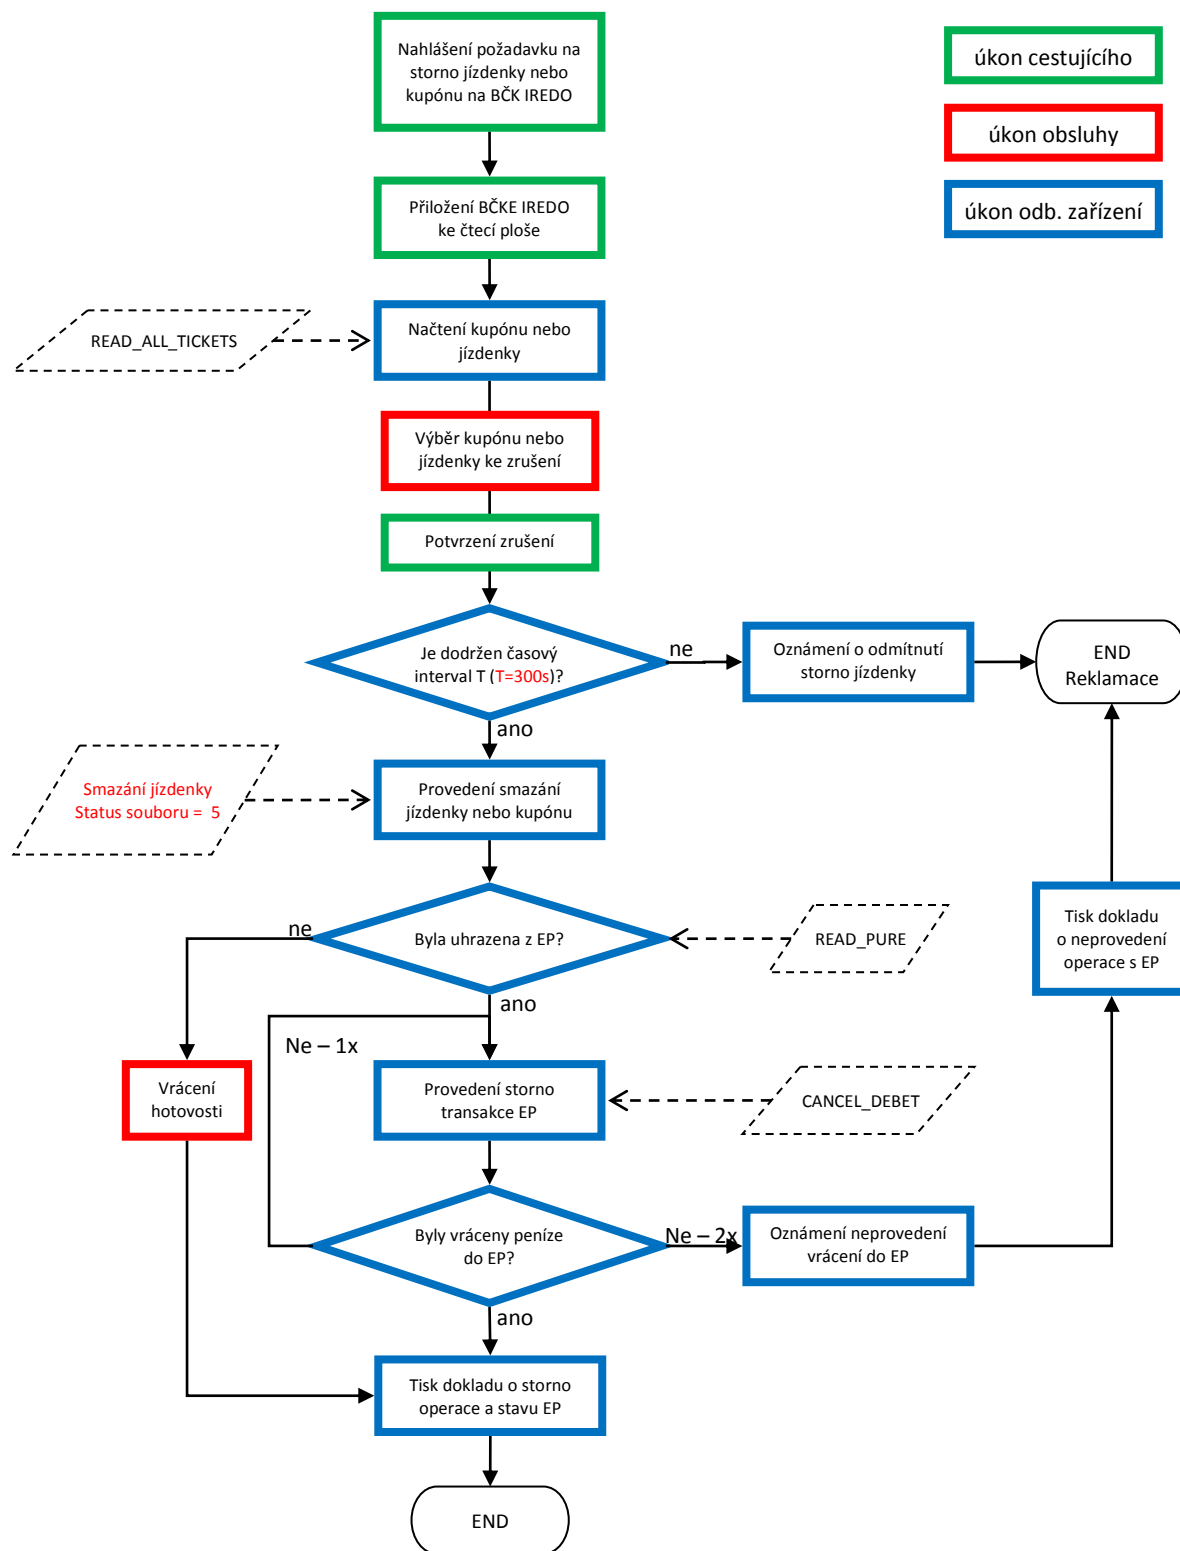 Nahlášení požadavku na
storno jízdenky nebo
kupónu na BČK IREDO
úkon cestujícího
úkon obsluhy
úkon odb. zařízení
Přiložení BČKE IREDO
ke čtecí ploše
READ_ALL_TICKETS
Načtení kupónu nebo
jízdenky
Výběr kupónu nebo
jízdenky ke zrušení
Potvrzení zrušení
Je dodržen časový
interval T (T=300s)?
ne
Oznámení o odmítnutí
storno jízdenky
END
Reklamace
ano
Smazání jízdenky
Status souboru =  5
Provedení smazání
jízdenky nebo kupónu
ne
Byla uhrazena z EP?
READ_PURE
Tisk dokladu
o neprovedení
operace s EP
ano
Ne – 1x
Vrácení
hotovosti
Provedení storno
transakce EP
CANCEL_DEBET
Byly vráceny peníze
do EP?
Ne – 2x
Oznámení neprovedení
vrácení do EP
ano
Tisk dokladu o storno
operace a stavu EP
END